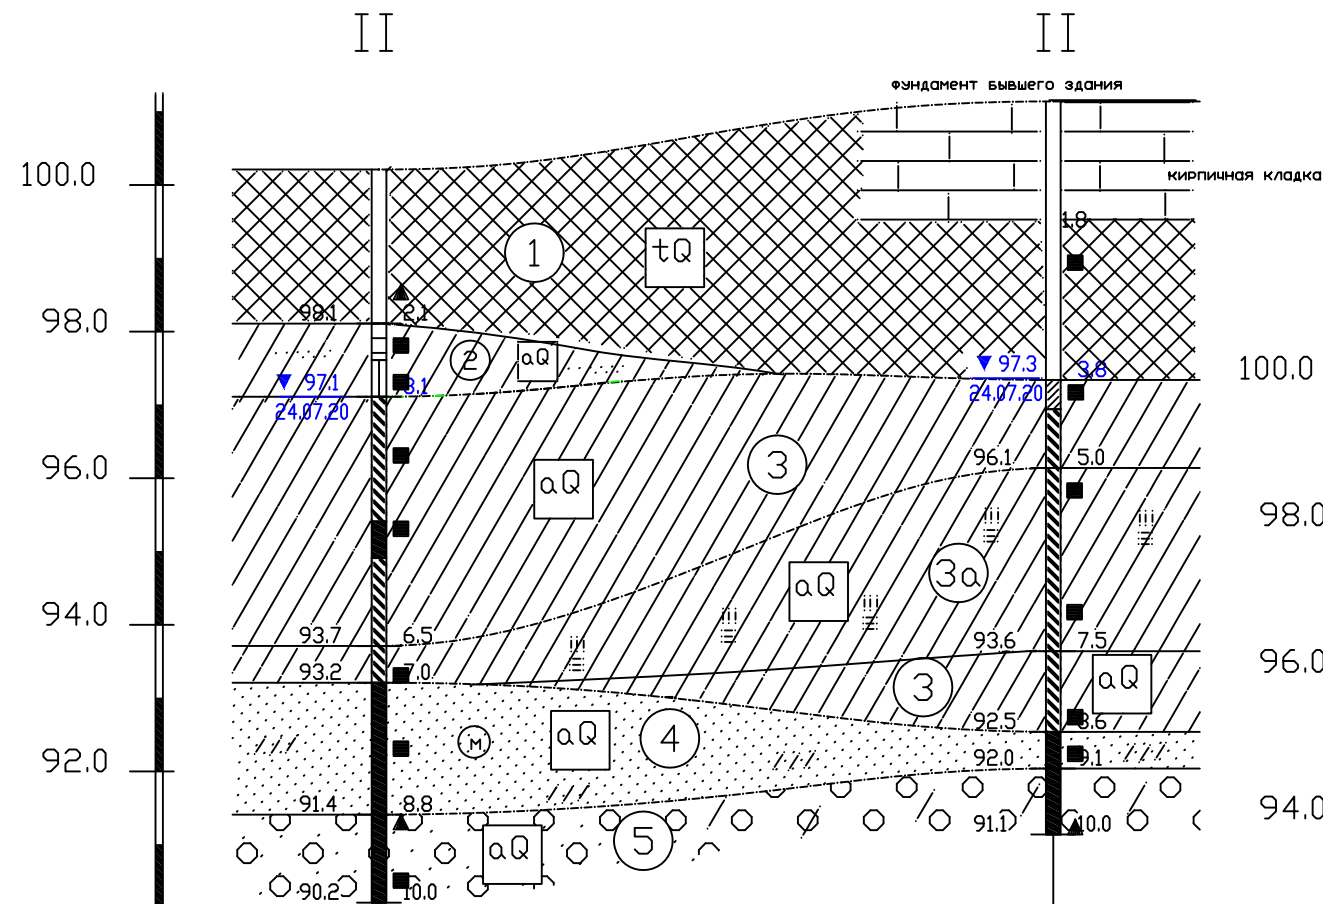 II II
Фундамент бывшего здания
100.0
кирпичная кладка
1,8
1 tQ
98.0 98.1 2,1
2 aQ
97.1 3,1 97.3 3,8 100.0
24.07.20 24.07.20
96.0 aQ 3 96.1 5.0
98.0
3а
aQ
94.0 93.7 6.5 93.6 7.5
93.2 7.0 96.0
3 aQ
92.5 8.6
м aQ 4
92.0 92.0 9.1
91.4 8.8 94.0
91.1 10.0
aQ 5
90.2 10.0